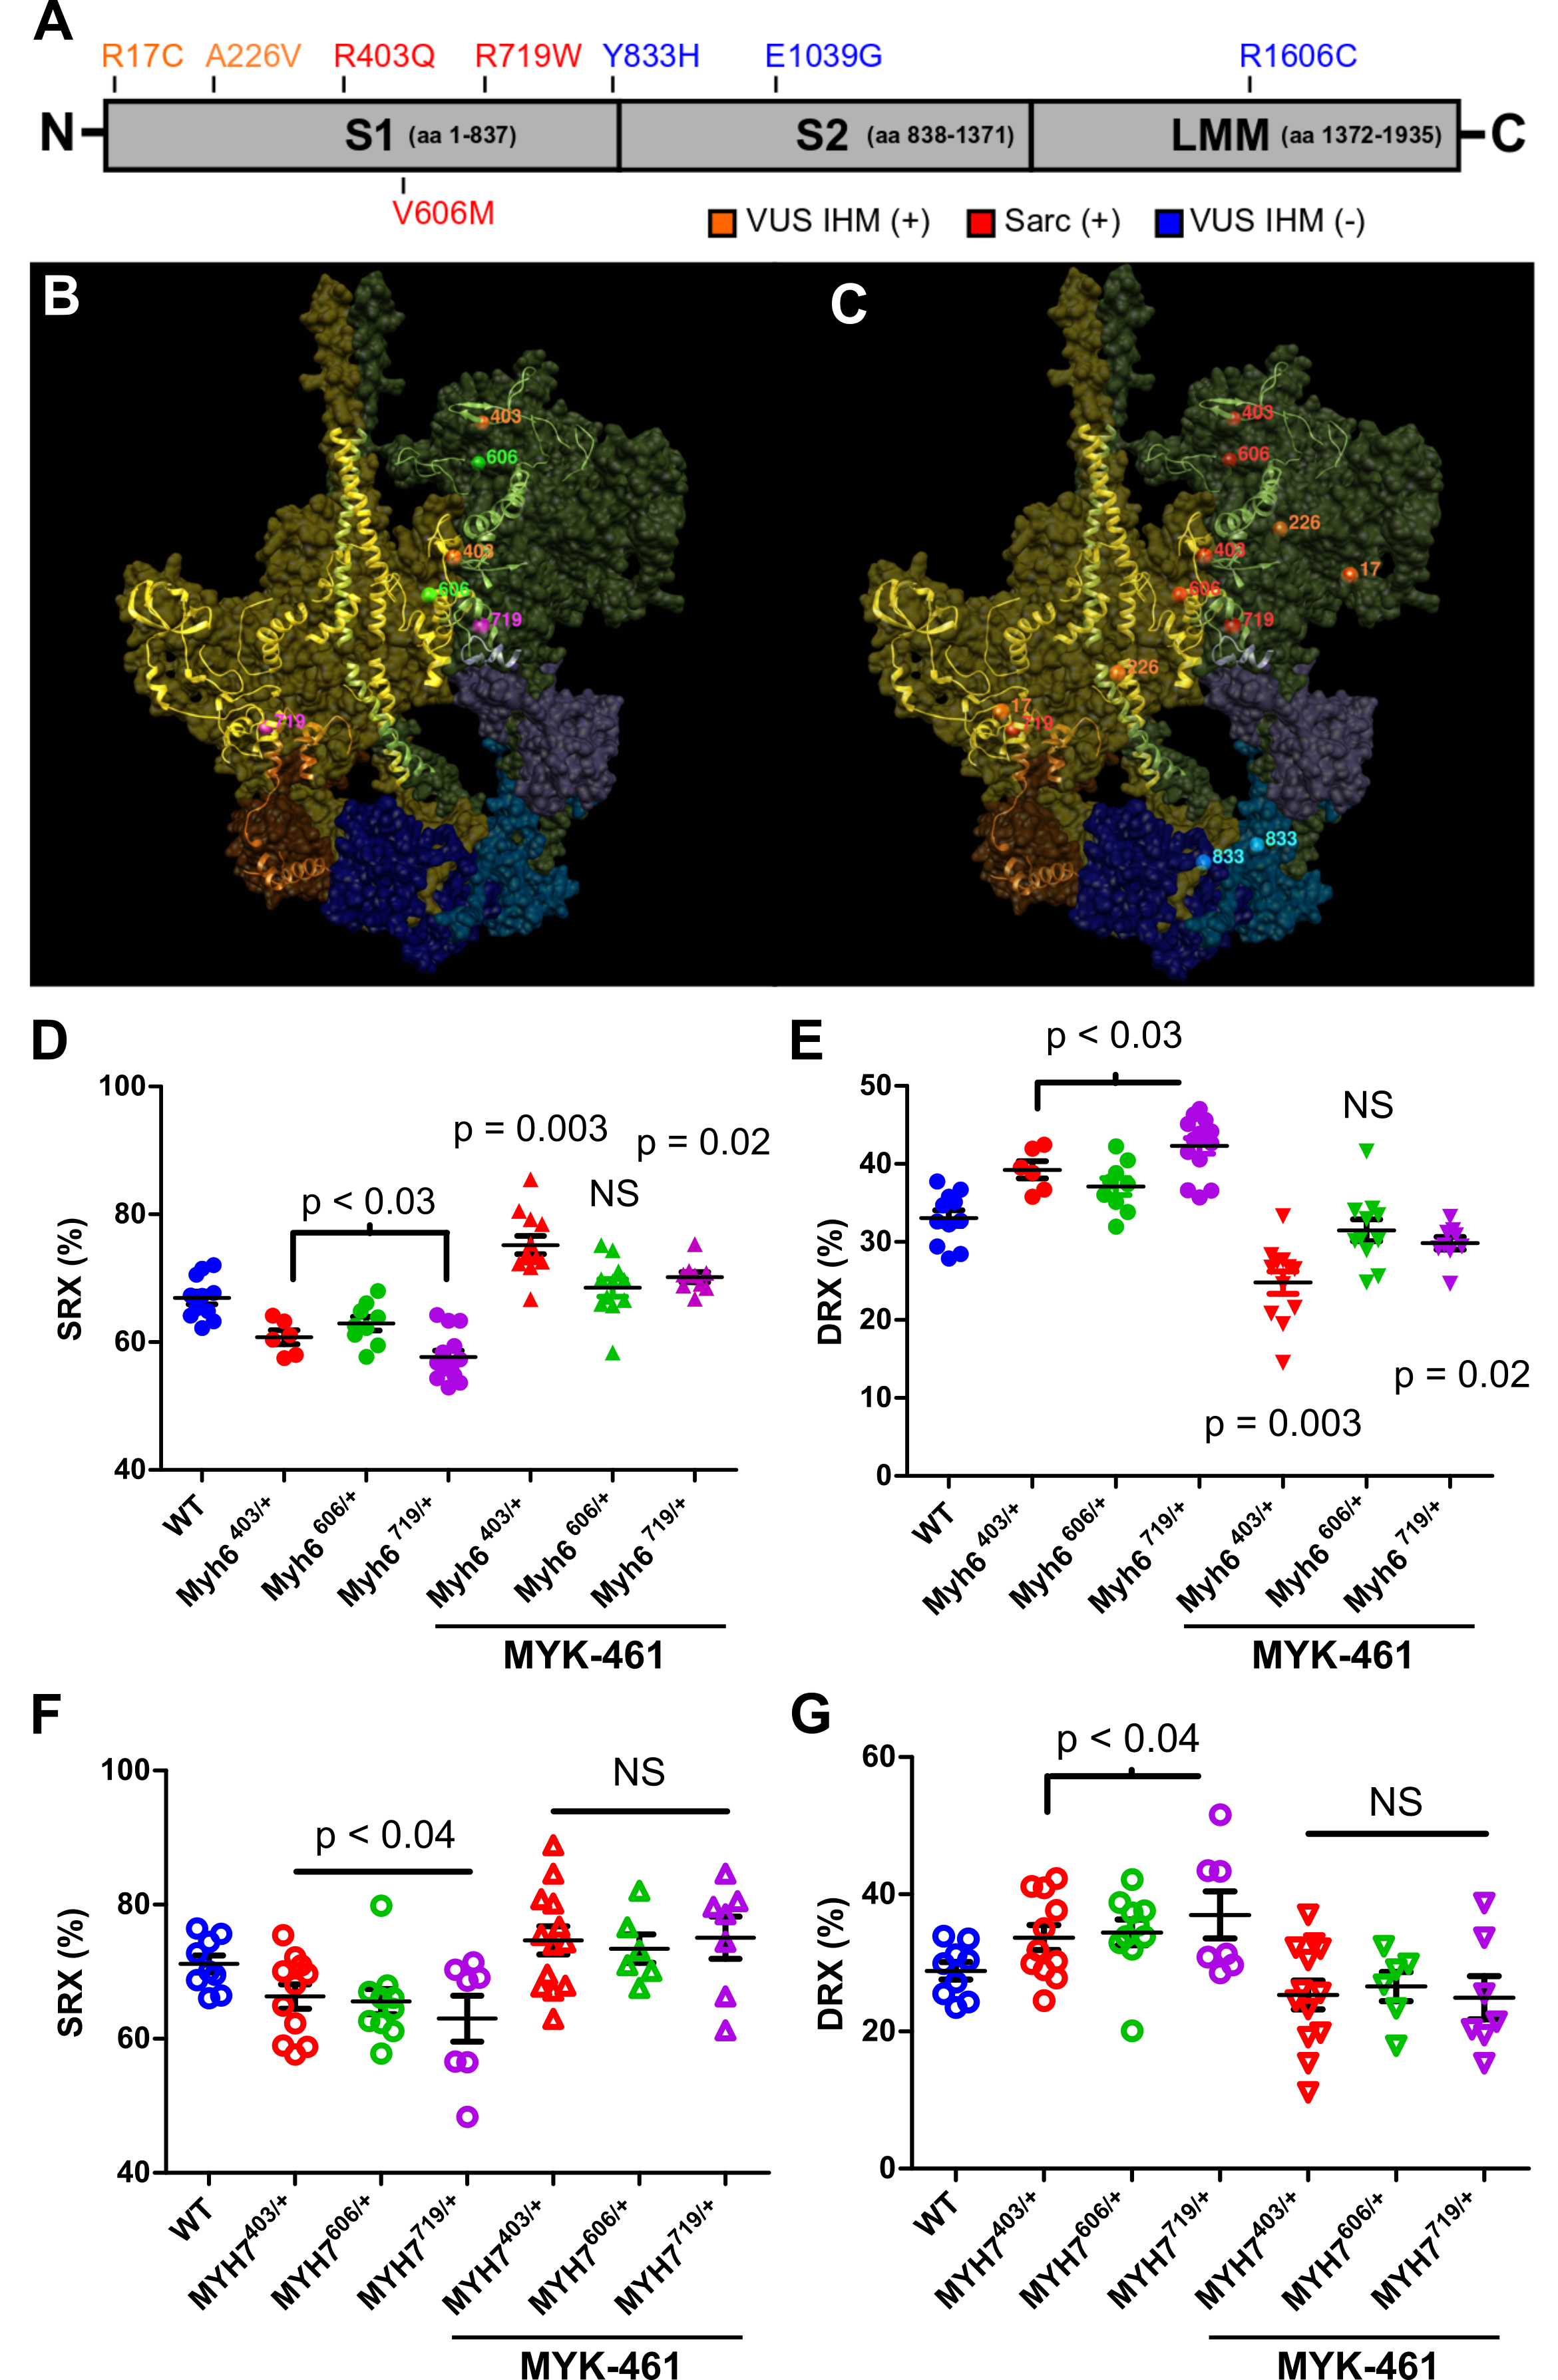 A
R17C A226V R403Q R719W Y833H E1039G R1606C
N S1 (aa 1-837) S2 (aa 838-1371) LMM (aa 1372-1935) C
V606M
VUS IHM (+) Sarc (+) VUS IHM (-)
B
403
606
403
606
719
719
C
403
606
226
403
17
606
719
226
17
719
833
833
D
p = 0.003
p = 0.02
p < 0.03
NS
SRX (%)
100
80
60
40
WT
Myh6 403/+
Myh6 606/+
Myh6 719/+
Myh6 403/+
Myh6 606/+
Myh6 719/+
MYK-461
E
p < 0.03
NS
DRX (%)
50
40
30
20
10
0
p = 0.02
p = 0.003
WT
Myh6 403/+
Myh6 606/+
Myh6 719/+
Myh6 403/+
Myh6 606/+
Myh6 719/+
MYK-461
F
NS
p < 0.04
SRX (%)
100
80
60
40
WT
MYH7403/+
MYH7606/+
MYH7719/+
MYH7403/+
MYH7606/+
MYH7719/+
MYK-461
G
p < 0.04
NS
DRX (%)
60
40
20
0
WT
MYH7403/+
MYH7606/+
MYH7719/+
MYH7403/+
MYH7606/+
MYH7719/+
MYK-461